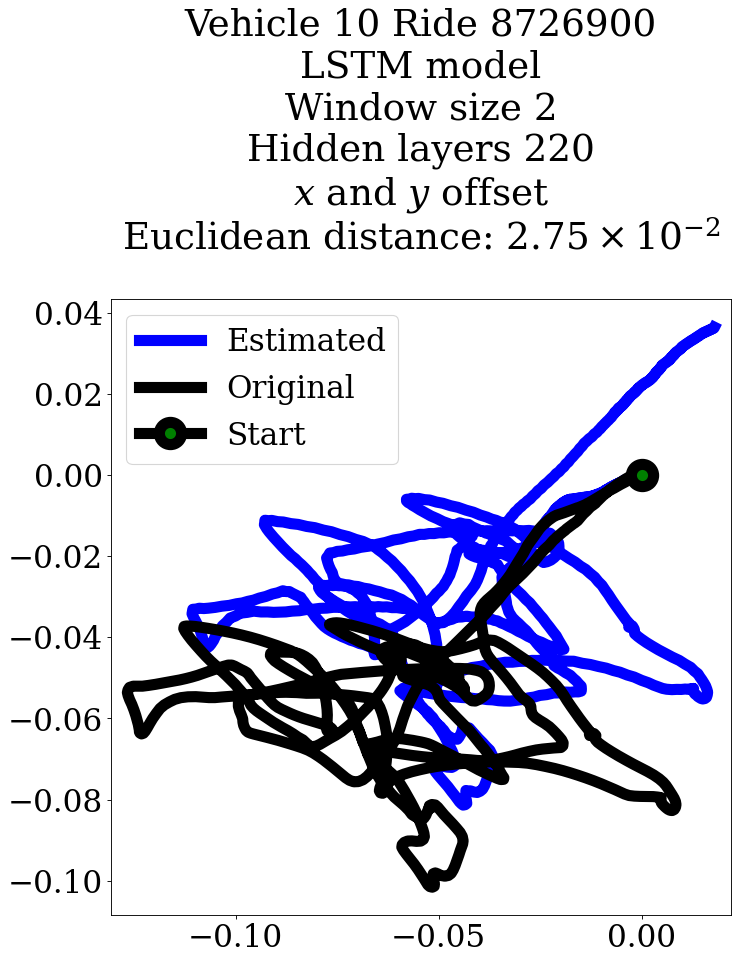 Vehicle 10 Ride 8726900
LSTM model
Window size 2
Hidden layers 220
x and y offset
Euclidean distance: 2.75 × 10⁻²
Estimated
Original
Start
0.04
0.02
0.00
−0.02
−0.04
−0.06
−0.08
−0.10
−0.10 −0.05 0.00